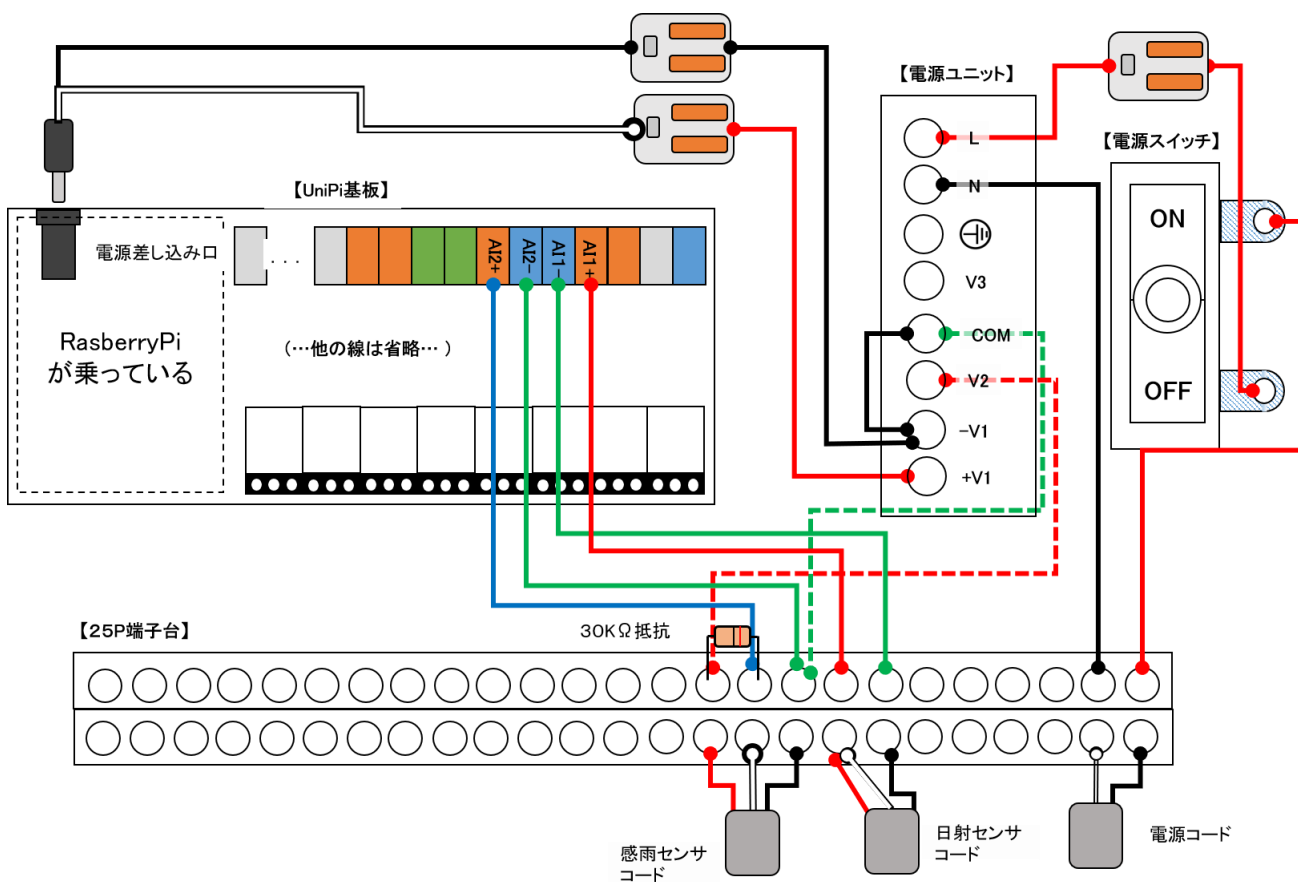 【電源ユニット】
L
N
V3
COM
V2
-V1
+V1
【電源スイッチ】
ON
OFF
【UniPi基板】
電源差し込み口
. . .
AI2+
AI2-
AI1-
AI1+
RasberryPi
が乗っている
(…他の線は省略… )
【25P端子台】
30KΩ抵抗
感雨センサ
コード
日射センサ
コード
電源コード